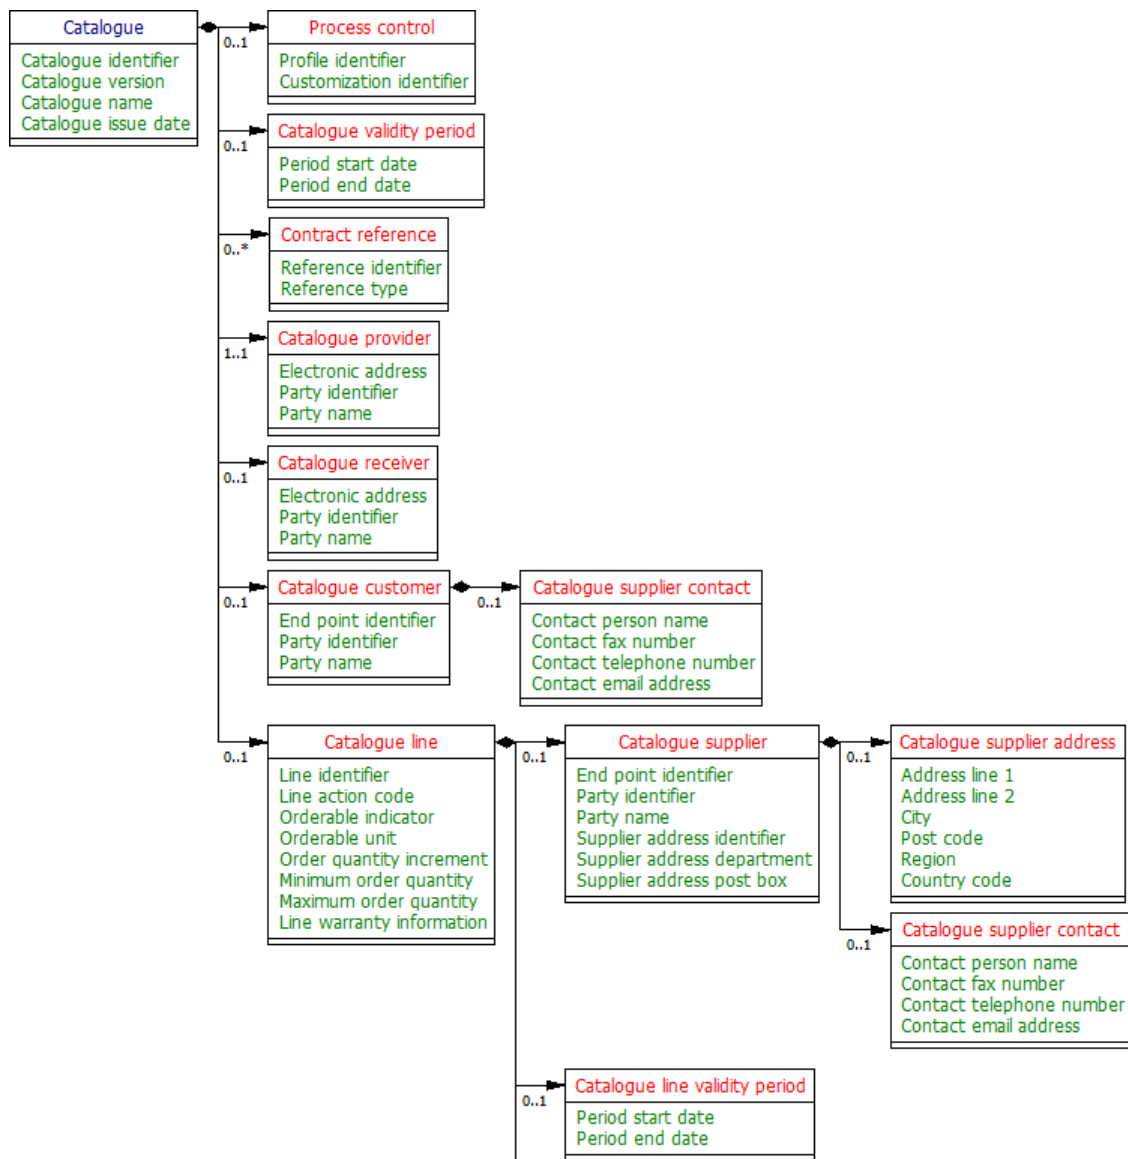 Catalogue
Catalogue identifier
Catalogue version
Catalogue name
Catalogue issue date
0..1
Process control
Profile identifier
Customization identifier
0..1
Catalogue validity period
Period start date
Period end date
0..*
Contract reference
Reference identifier
Reference type
1..1
Catalogue provider
Electronic address
Party identifier
Party name
0..1
Catalogue receiver
Electronic address
Party identifier
Party name
0..1
Catalogue customer
End point identifier
Party identifier
Party name
0..1
Catalogue supplier contact
Contact person name
Contact fax number
Contact telephone number
Contact email address
0..1
Catalogue line
Line identifier
Line action code
Orderable indicator
Orderable unit
Order quantity increment
Minimum order quantity
Maximum order quantity
Line warranty information
0..1
Catalogue supplier
End point identifier
Party identifier
Party name
Supplier address identifier
Supplier address department
Supplier address post box
0..1
Catalogue supplier address
Address line 1
Address line 2
City
Post code
Region
Country code
0..1
Catalogue supplier contact
Contact person name
Contact fax number
Contact telephone number
Contact email address
0..1
Catalogue line validity period
Period start date
Period end date